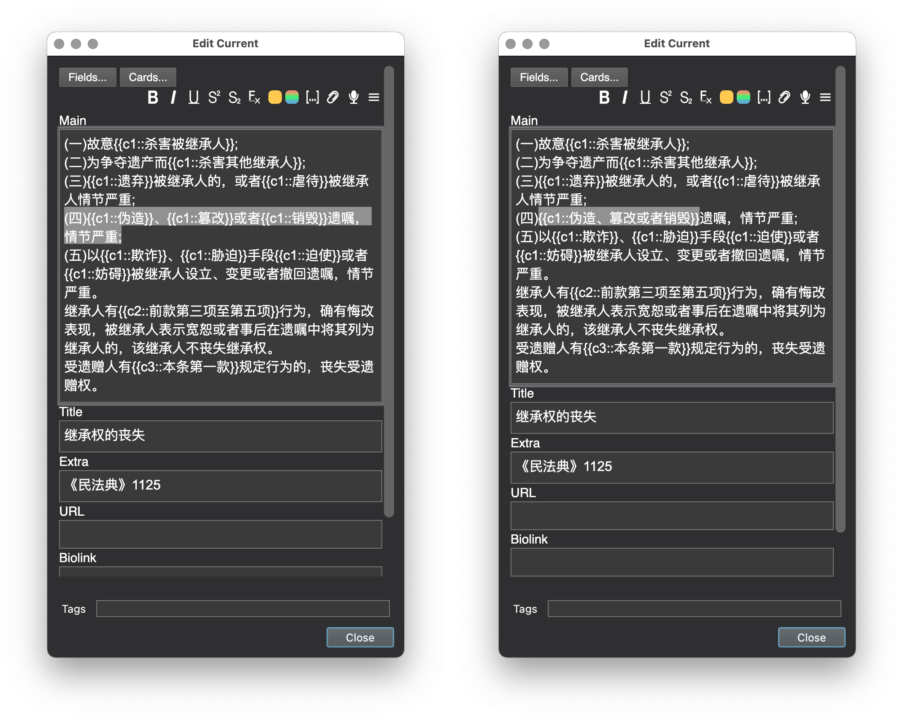 Edit Current
Fields...
Cards...
B I U S² S₂ Fx [...]
Main
(一)故意{{c1::杀害被继承人}};
(二)为争夺遗产而{{c1::杀害其他继承人}};
(三){{c1::遗弃}}被继承人的，或者{{c1::虐待}}被继承
人情节严重;
(四){{c1::伪造}}、{{c1::篡改}}或者{{c1::销毁}}遗嘱，
情节严重;
(五)以{{c1::欺诈}}、{{c1::胁迫}}手段{{c1::迫使}}或者
{{c1::妨碍}}被继承人设立、变更或者撤回遗嘱，情节
严重。
继承人有{{c2::前款第三项至第五项}}行为，确有悔改
表现，被继承人表示宽恕或者事后在遗嘱中将其列为
继承人的，该继承人不丧失继承权。
受遗赠人有{{c3::本条第一款}}规定行为的，丧失受遗
赠权。
Title
继承权的丧失
Extra
《民法典》1125
URL
Biolink
Tags
Close
Edit Current
Fields...
Cards...
B I U S² S₂ Fx [...]
Main
(一)故意{{c1::杀害被继承人}};
(二)为争夺遗产而{{c1::杀害其他继承人}};
(三){{c1::遗弃}}被继承人的，或者{{c1::虐待}}被继承
人情节严重;
(四){{c1::伪造、篡改或者销毁}}遗嘱，情节严重;
(五)以{{c1::欺诈}}、{{c1::胁迫}}手段{{c1::迫使}}或者
{{c1::妨碍}}被继承人设立、变更或者撤回遗嘱，情节
严重。
继承人有{{c2::前款第三项至第五项}}行为，确有悔改
表现，被继承人表示宽恕或者事后在遗嘱中将其列为
继承人的，该继承人不丧失继承权。
受遗赠人有{{c3::本条第一款}}规定行为的，丧失受遗
赠权。
Title
继承权的丧失
Extra
《民法典》1125
URL
Biolink
Tags
Close